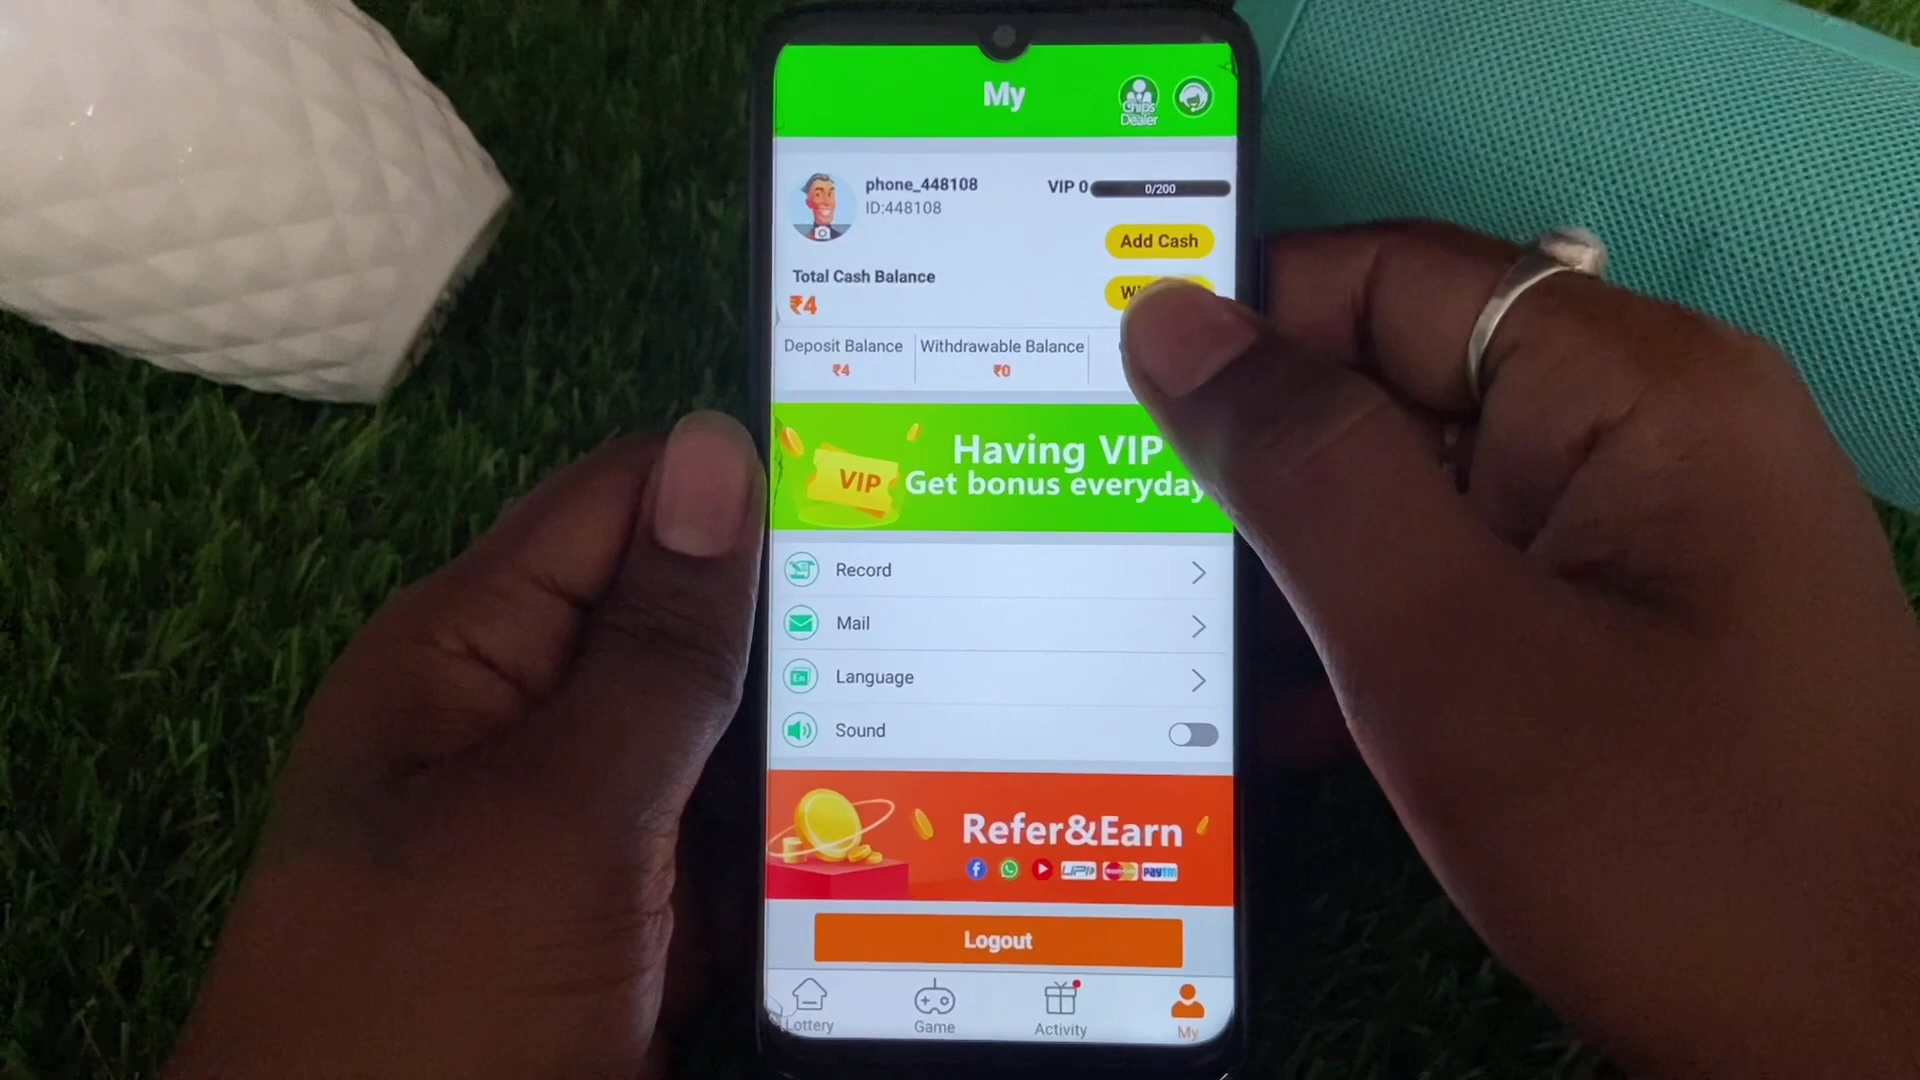 My
Chips
Dealer
phone_448108
VIP 0
0/200
ID:448108
Add Cash
Total Cash Balance
₹4
Deposit Balance
Withdrawable Balance
₹4
₹0
VIP
Having VIP
Get bonus everyday
Record
Mail
En
Language
Sound
Refer&Earn
UPI
Paytm
Logout
Lottery
Game
Activity
My